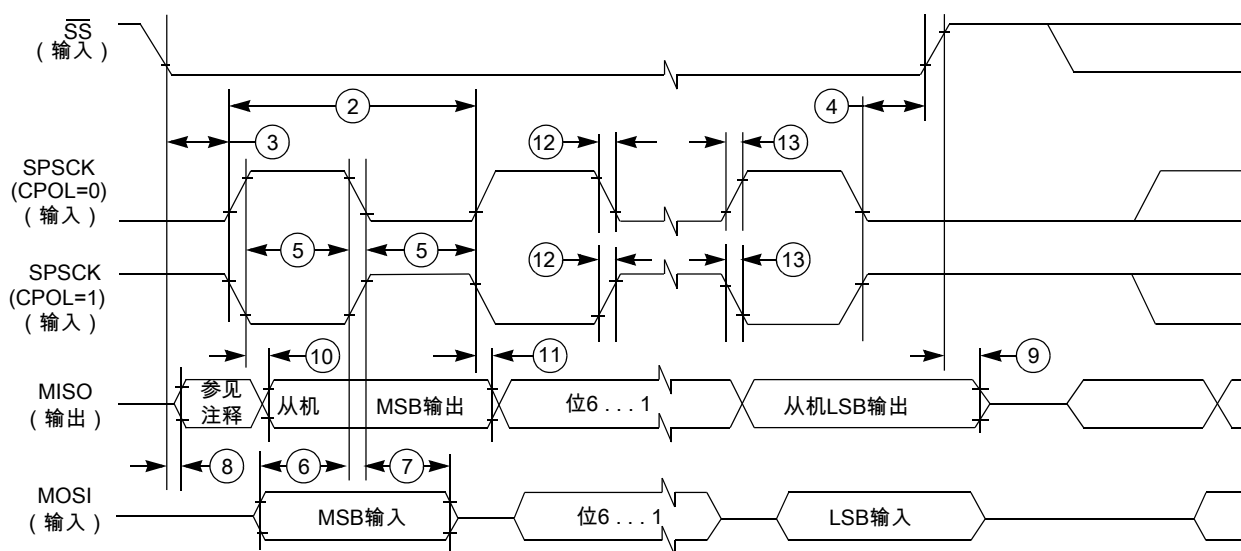 SS
（输入）
②
④
③
⑫
⑬
SPSCK
(CPOL=0)
（输入）
⑤
⑤
SPSCK
(CPOL=1)
（输入）
⑫
⑬
⑩
⑪
⑨
MISO
（输出）
参见
注释
从机
MSB输出
位6 . . . 1
从机LSB输出
⑧
⑥
⑦
MOSI
（输入）
MSB输入
位6 . . . 1
LSB输入